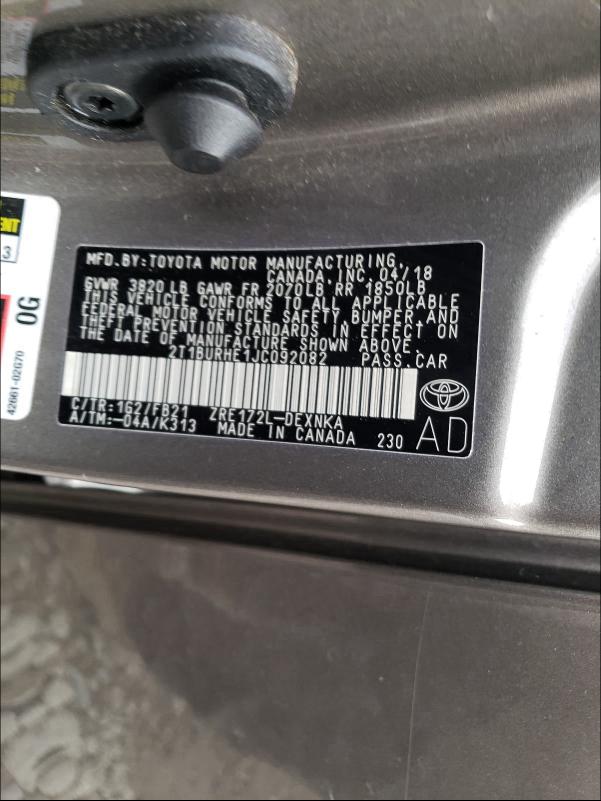 MFD.BY:TOYOTA MOTOR MANUFACTURING,
CANADA, INC. 04/18
GVWR 3820 LB GAWR FR 2070LB RR 1850LB
THIS VEHICLE CONFORMS TO ALL APPLICABLE
FEDERAL MOTOR VEHICLE SAFETY, BUMPER, AND
THEFT PREVENTION STANDARDS IN EFFECT ON
THE DATE OF MANUFACTURE SHOWN ABOVE.
2T1BURHE1JC092082 PASS.CAR
C/TR:1G2/FB21 ZRE172L-DEXNKA
A/TM:-04A/K313 MADE IN CANADA 230 AD
3
0G
42661-02G70